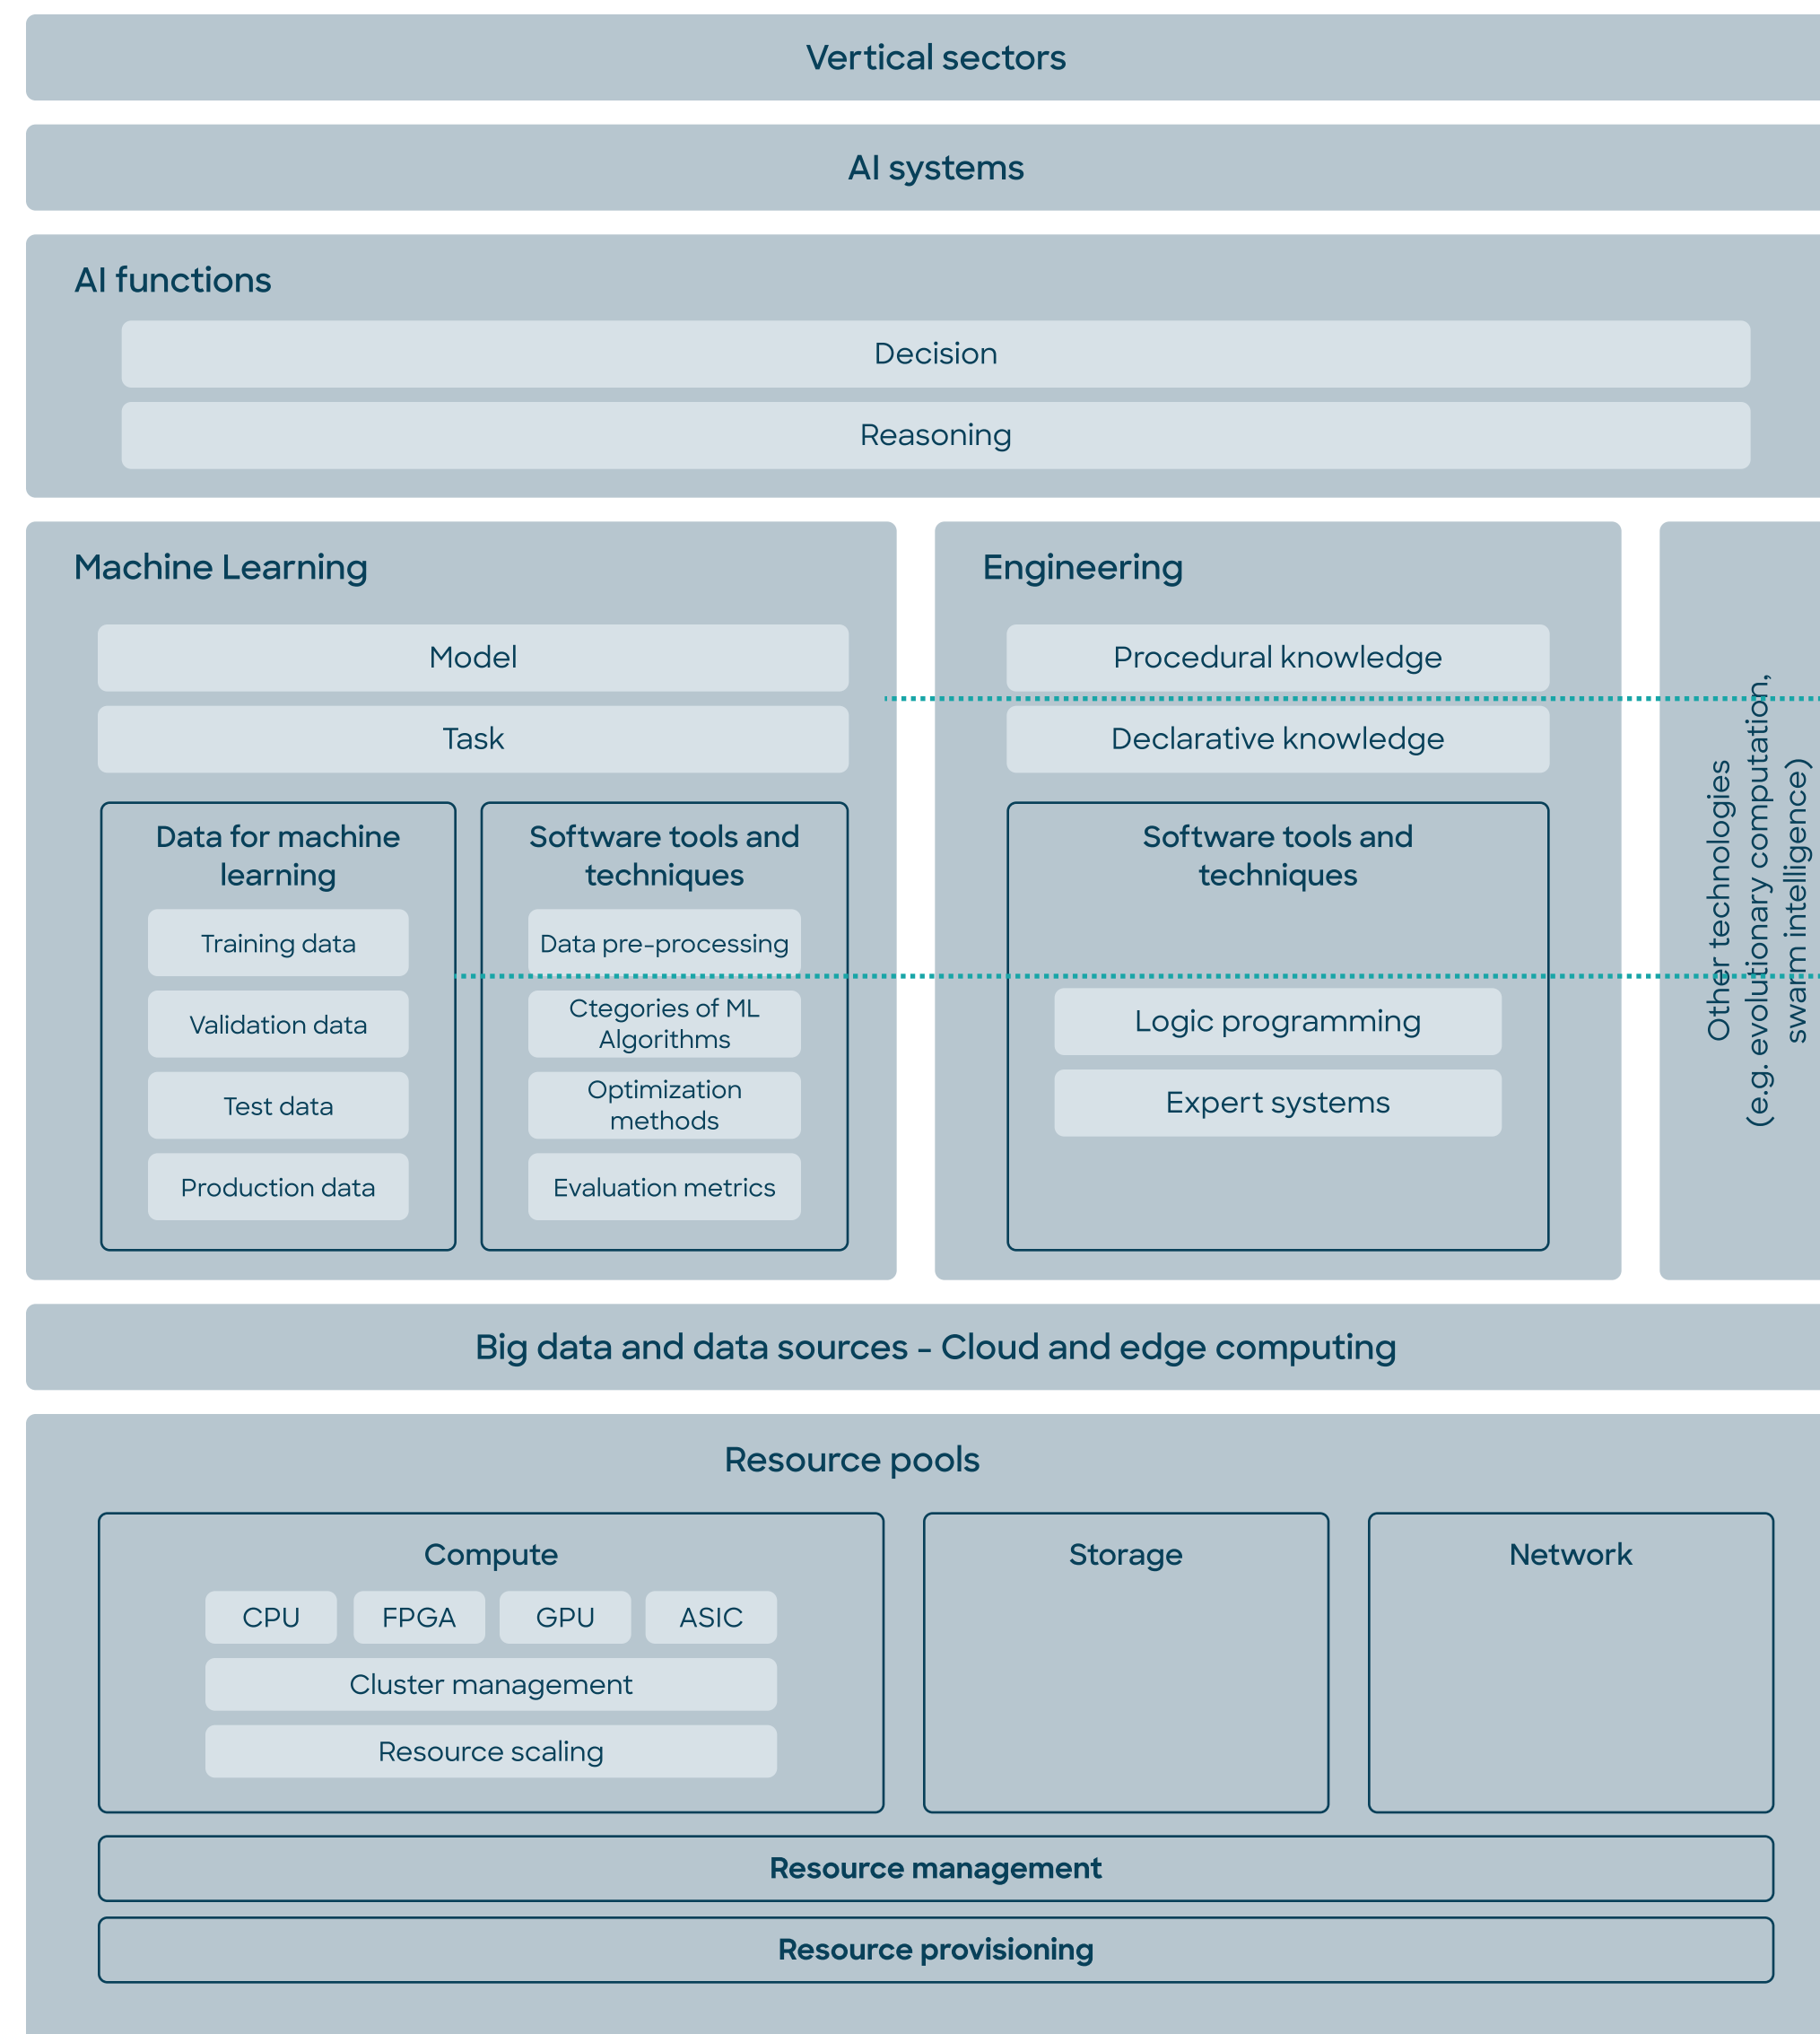 Vertical sectors
AI systems
AI functions
Decision
Reasoning
Machine Learning
Model
Task
Data for machine
learning
Training data
Validation data
Test data
Production data
Software tools and
techniques
Data pre-processing
Ctegories of ML
Algorithms
Optimization
methods
Evaluation metrics
Engineering
Procedural knowledge
Declarative knowledge
Software tools and
techniques
Logic programming
Expert systems
Other technologies
(e.g. evolutionary computation,
swarm intelligence)
Big data and data sources – Cloud and edge computing
Resource pools
Compute
CPU
FPGA
GPU
ASIC
Cluster management
Resource scaling
Storage
Network
Resource management
Resource provisioning